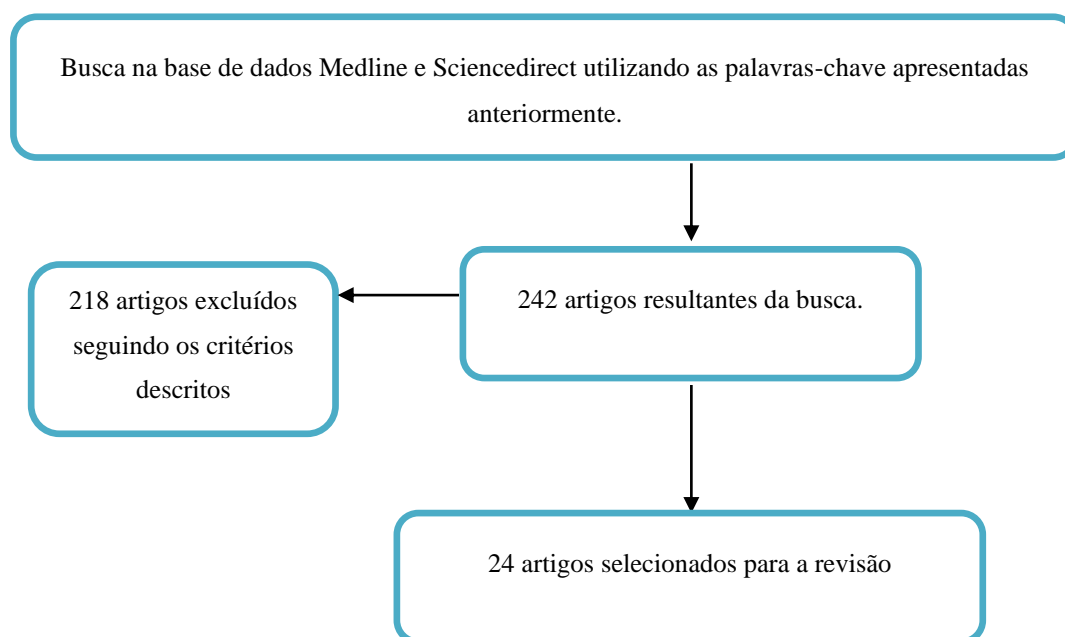 Busca na base de dados Medline e Sciencedirect utilizando as palavras-chave apresentadas
anteriormente.
242 artigos resultantes da busca.
218 artigos excluídos
seguindo os critérios
descritos
24 artigos selecionados para a revisão